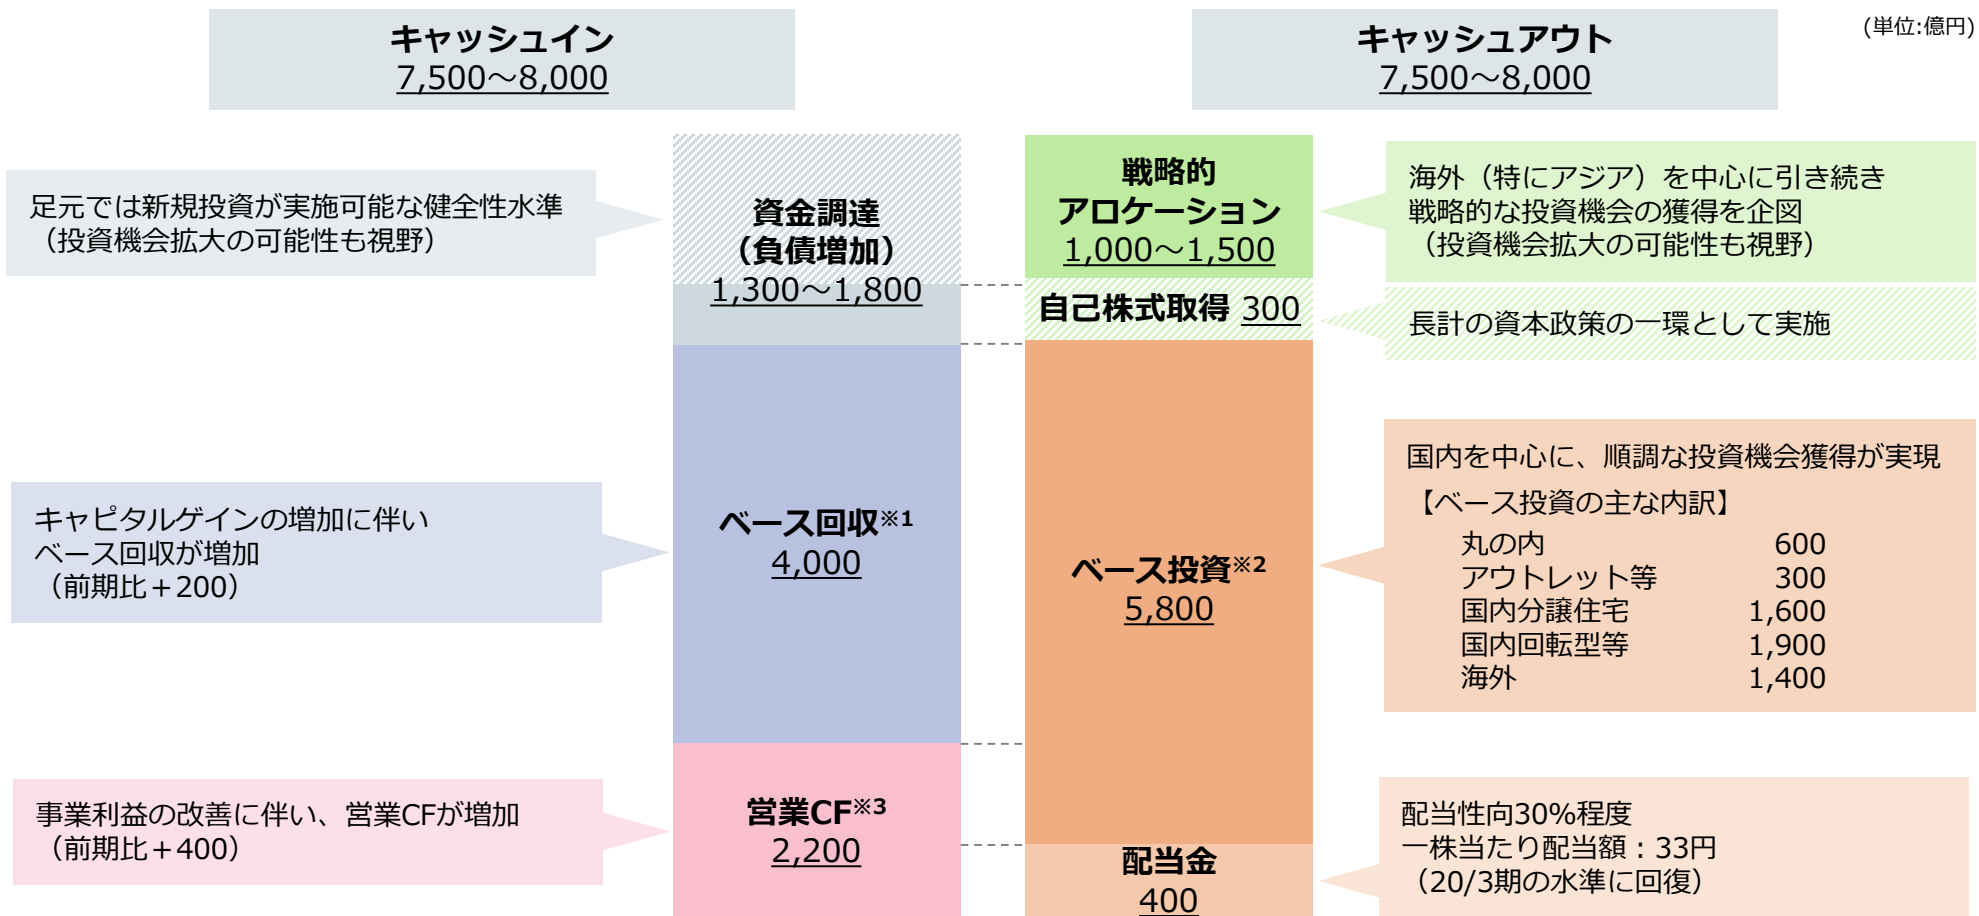 キャッシュイン
7,500～8,000
キャッシュアウト
7,500～8,000
(単位:億円)
足元では新規投資が実施可能な健全性水準
（投資機会拡大の可能性も視野）
資金調達
（負債増加）
1,300～1,800
キャピタルゲインの増加に伴い
ベース回収が増加
（前期比＋200）
ベース回収※1
4,000
事業利益の改善に伴い、営業CFが増加
（前期比＋400）
営業CF※3
2,200
戦略的
アロケーション
1,000～1,500
海外（特にアジア）を中心に引き続き
戦略的な投資機会の獲得を企図
（投資機会拡大の可能性も視野）
自己株式取得 300
長計の資本政策の一環として実施
ベース投資※2
5,800
国内を中心に、順調な投資機会獲得が実現
【ベース投資の主な内訳】
丸の内 600
アウトレット等 300
国内分譲住宅 1,600
国内回転型等 1,900
海外 1,400
配当金
400
配当性向30%程度
一株当たり配当額：33円
（20/3期の水準に回復）